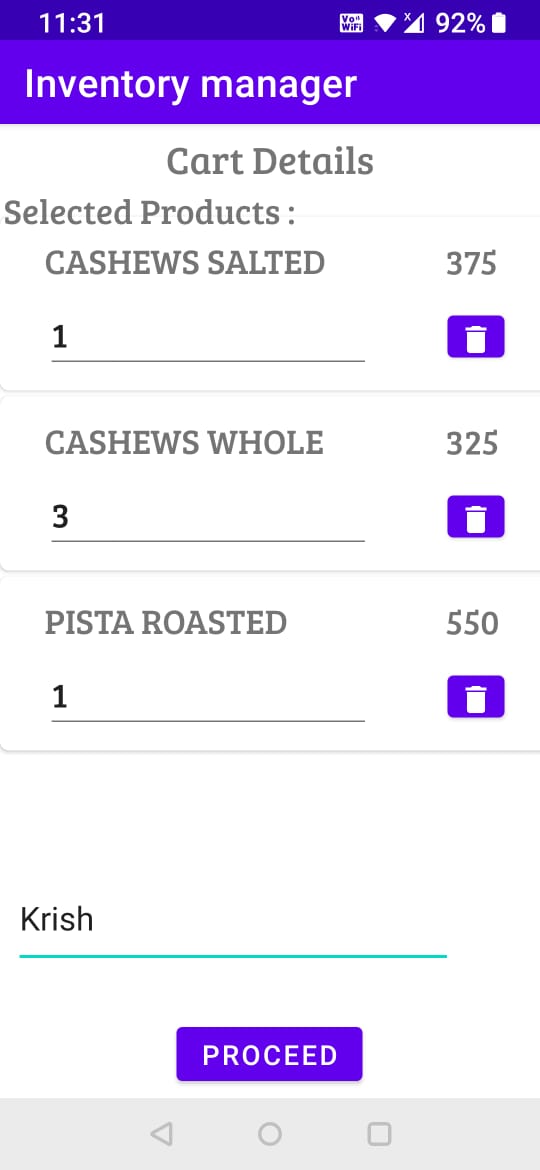 11:31 Vo)) WiFi x 92%
Inventory manager
Cart Details
Selected Products :
CASHEWS SALTED 375
1
CASHEWS WHOLE 325
3
PISTA ROASTED 550
1
Krish
PROCEED